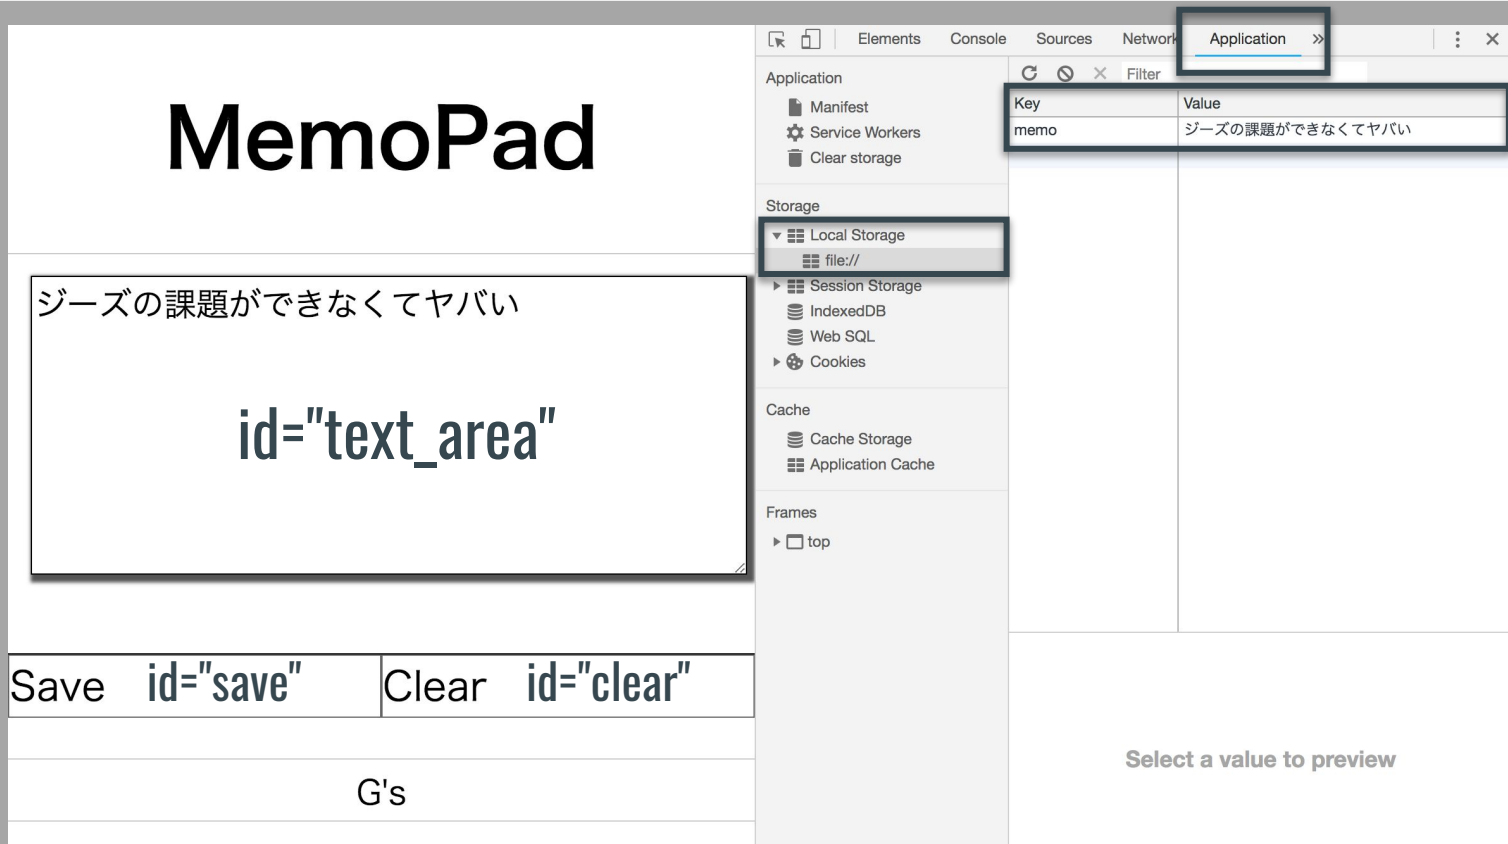 MemoPad
ジーズの課題ができなくてヤバい
id="text_area"
Save id="save" Clear id="clear"
G's
Elements Console Sources Network Application »
Application
Manifest
Service Workers
Clear storage
Storage
Local Storage
file://
Session Storage
IndexedDB
Web SQL
Cookies
Cache
Cache Storage
Application Cache
Frames
top
Filter
Key Value
memo ジーズの課題ができなくてヤバい
Select a value to preview